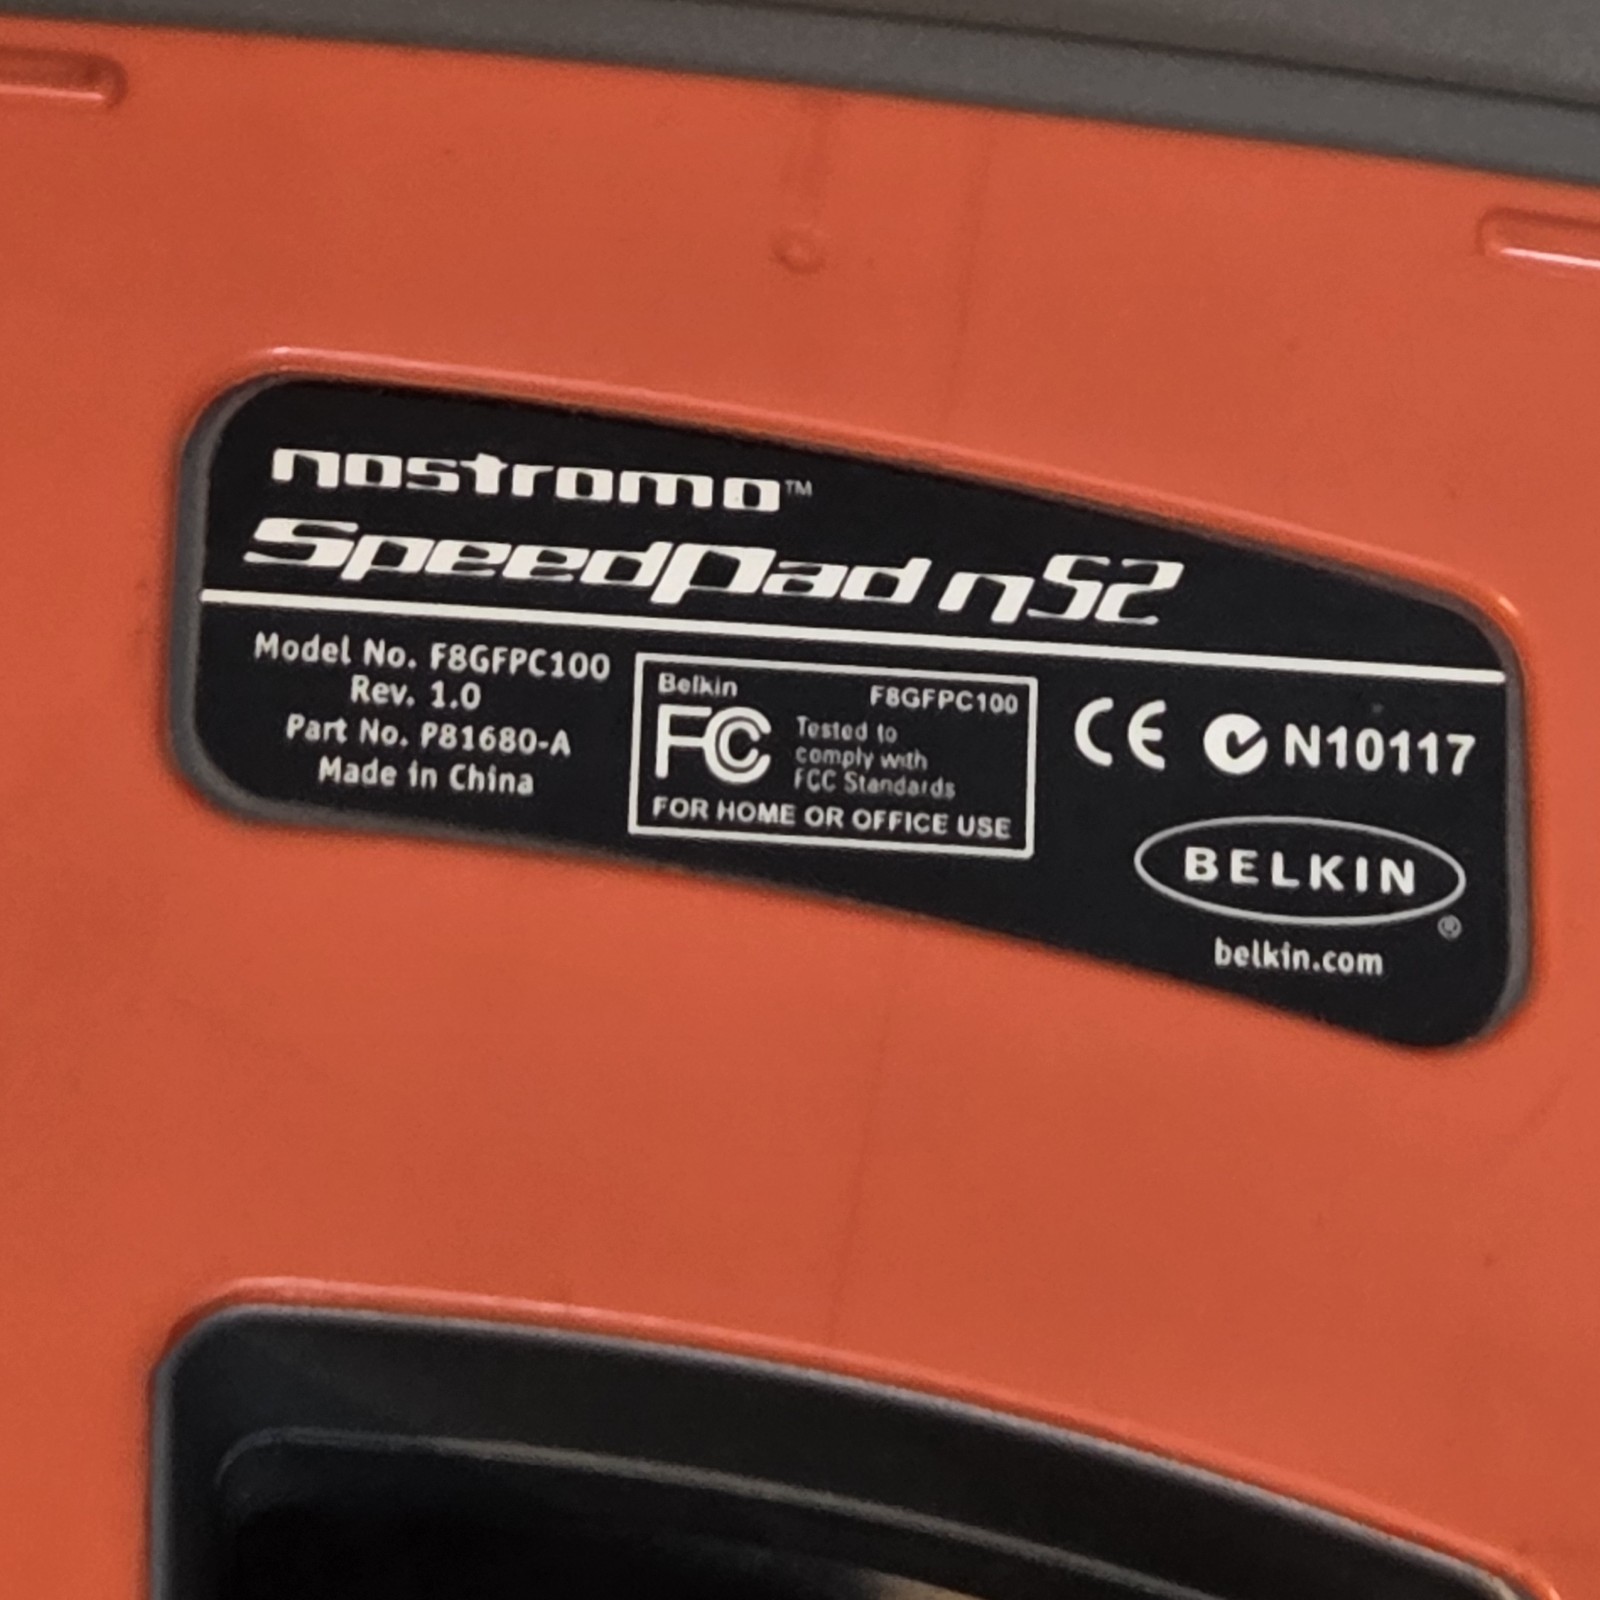 nostromo™
SpeedPad n52
Model No. F8GFPC100
Rev. 1.0
Part No. P81680-A
Made in China
Belkin F8GFPC100
FC
Tested to
comply with
FCC Standards
FOR HOME OR OFFICE USE
CE N10117
BELKIN®
belkin.com